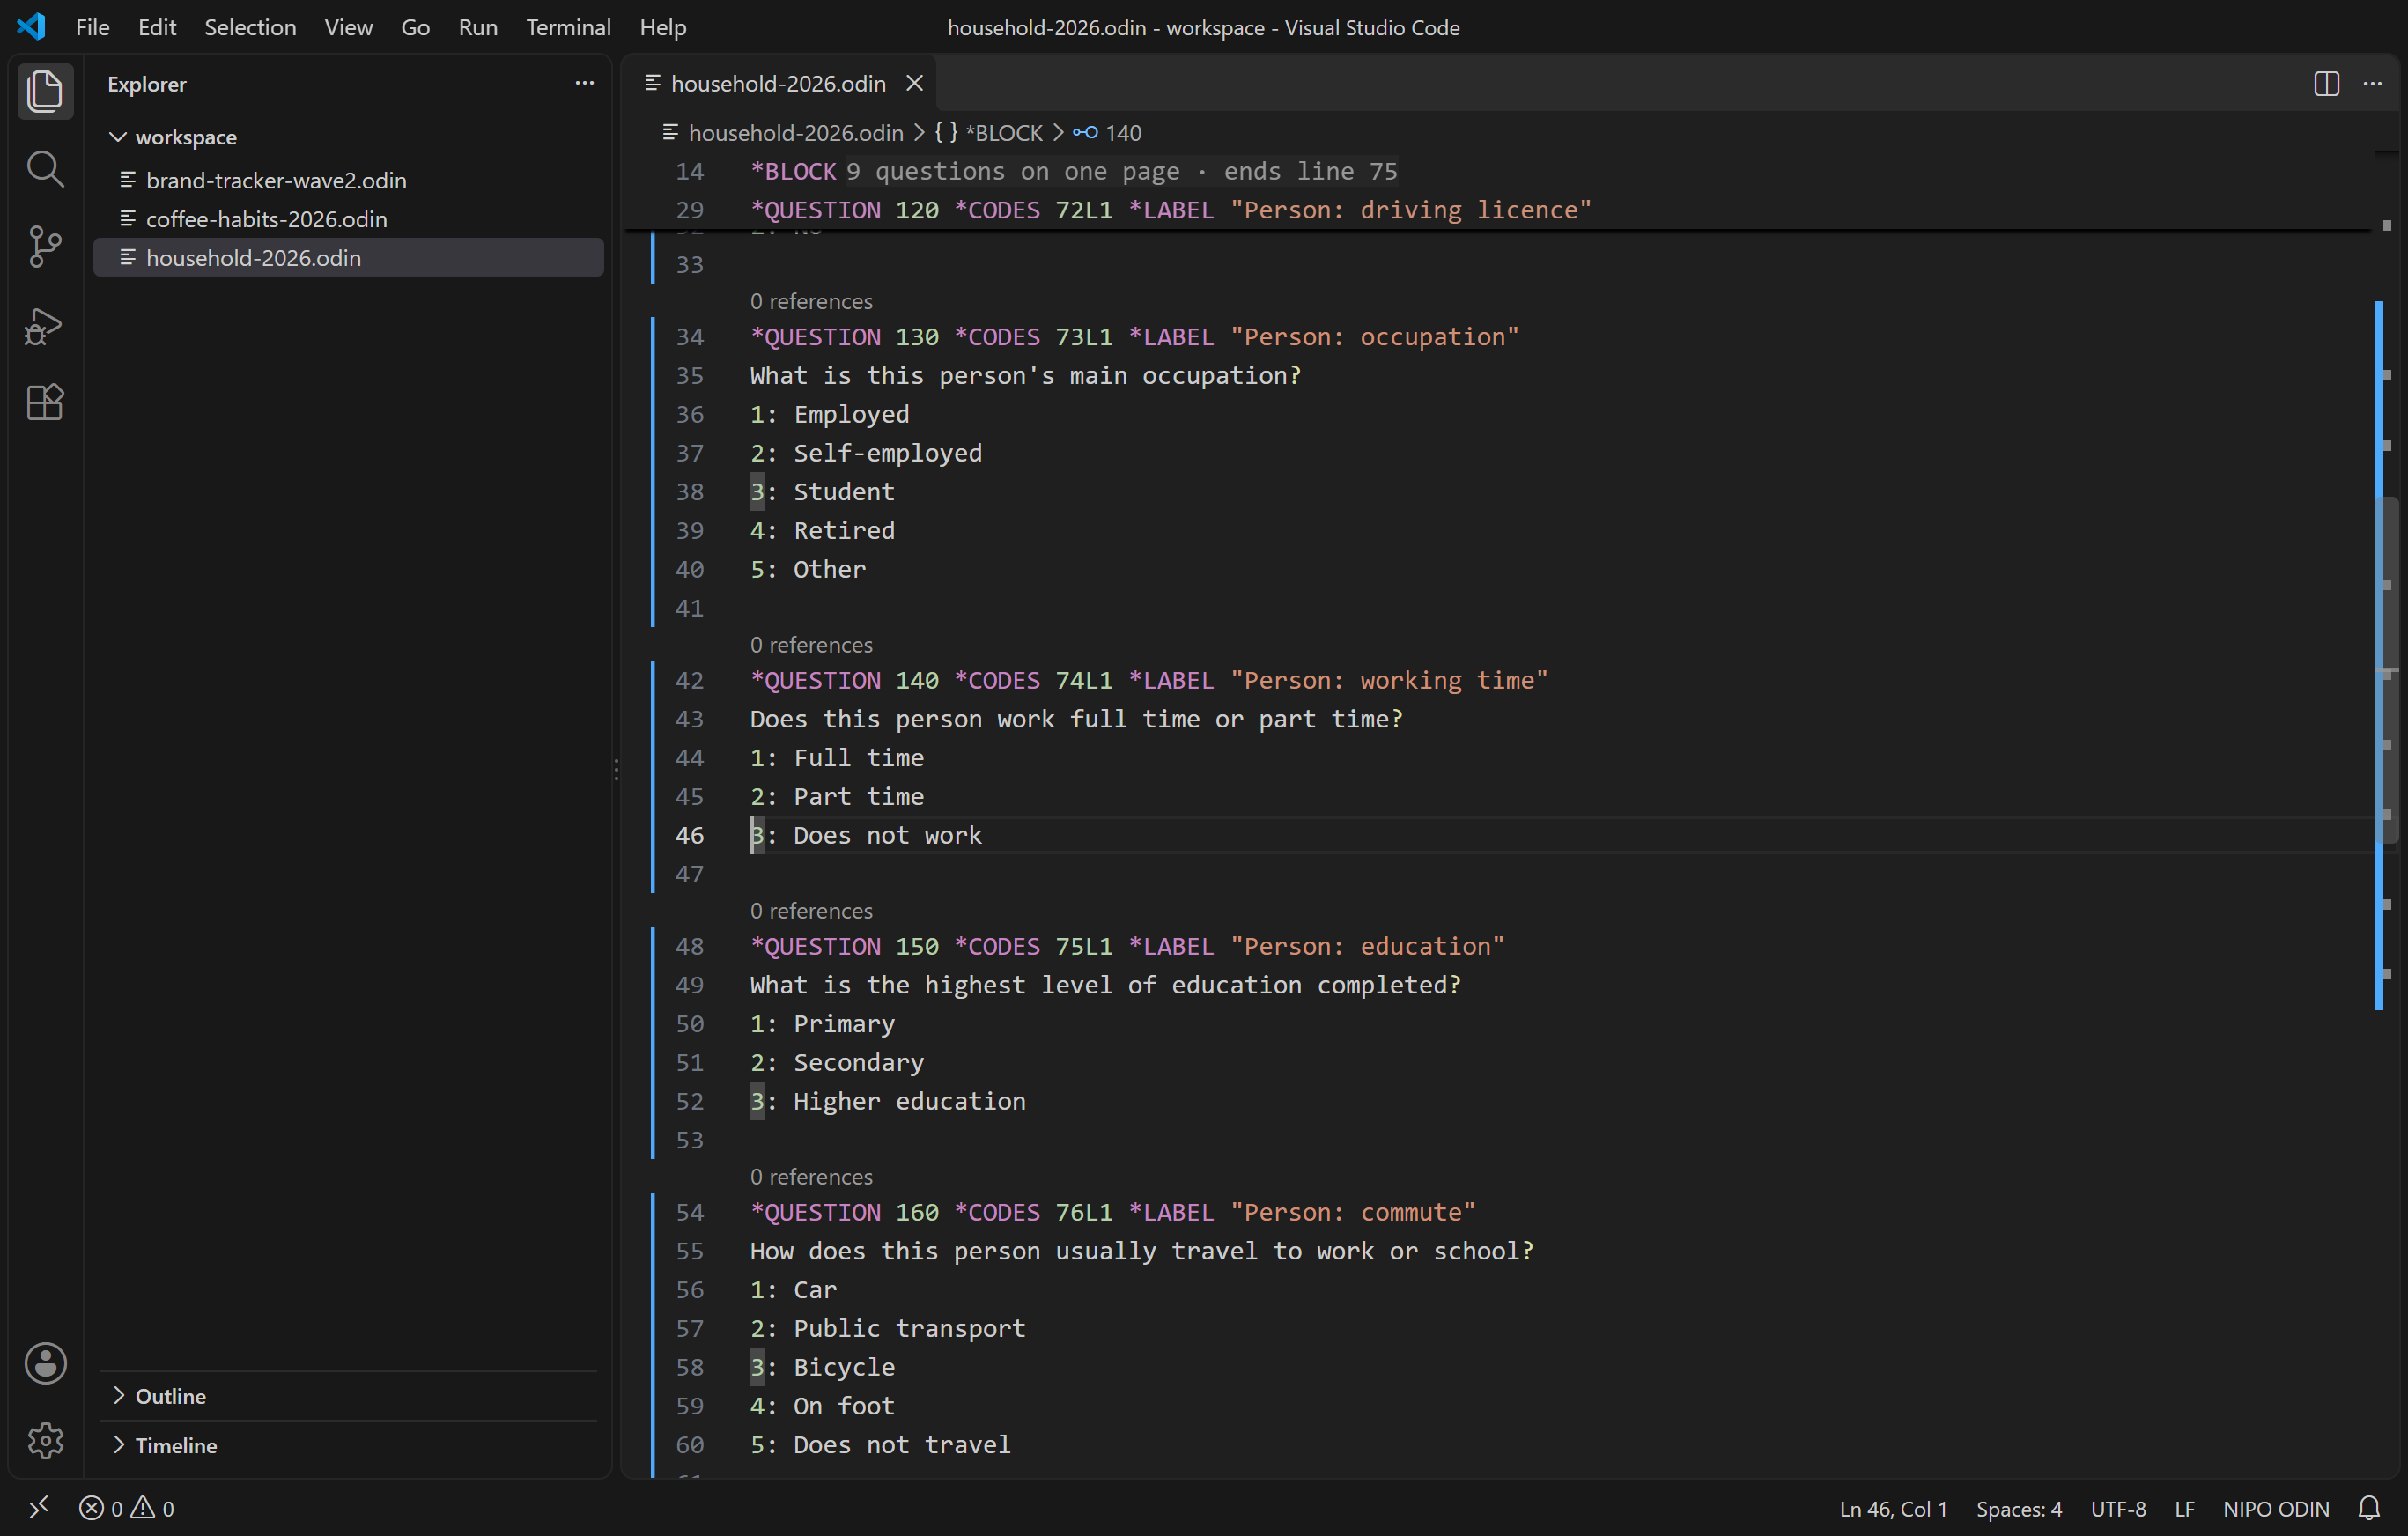 File Edit Selection View Go Run Terminal Help
household-2026.odin - workspace - Visual Studio Code
Explorer
workspace
brand-tracker-wave2.odin
coffee-habits-2026.odin
household-2026.odin
Outline
Timeline
household-2026.odin
household-2026.odin > {} *BLOCK > 140
14 *BLOCK 9 questions on one page · ends line 75
29 *QUESTION 120 *CODES 72L1 *LABEL "Person: driving licence"
33
0 references
34 *QUESTION 130 *CODES 73L1 *LABEL "Person: occupation"
35 What is this person's main occupation?
36 1: Employed
37 2: Self-employed
38 3: Student
39 4: Retired
40 5: Other
41
0 references
42 *QUESTION 140 *CODES 74L1 *LABEL "Person: working time"
43 Does this person work full time or part time?
44 1: Full time
45 2: Part time
46 3: Does not work
47
0 references
48 *QUESTION 150 *CODES 75L1 *LABEL "Person: education"
49 What is the highest level of education completed?
50 1: Primary
51 2: Secondary
52 3: Higher education
53
0 references
54 *QUESTION 160 *CODES 76L1 *LABEL "Person: commute"
55 How does this person usually travel to work or school?
56 1: Car
57 2: Public transport
58 3: Bicycle
59 4: On foot
60 5: Does not travel
0 0
Ln 46, Col 1 Spaces: 4 UTF-8 LF NIPO ODIN